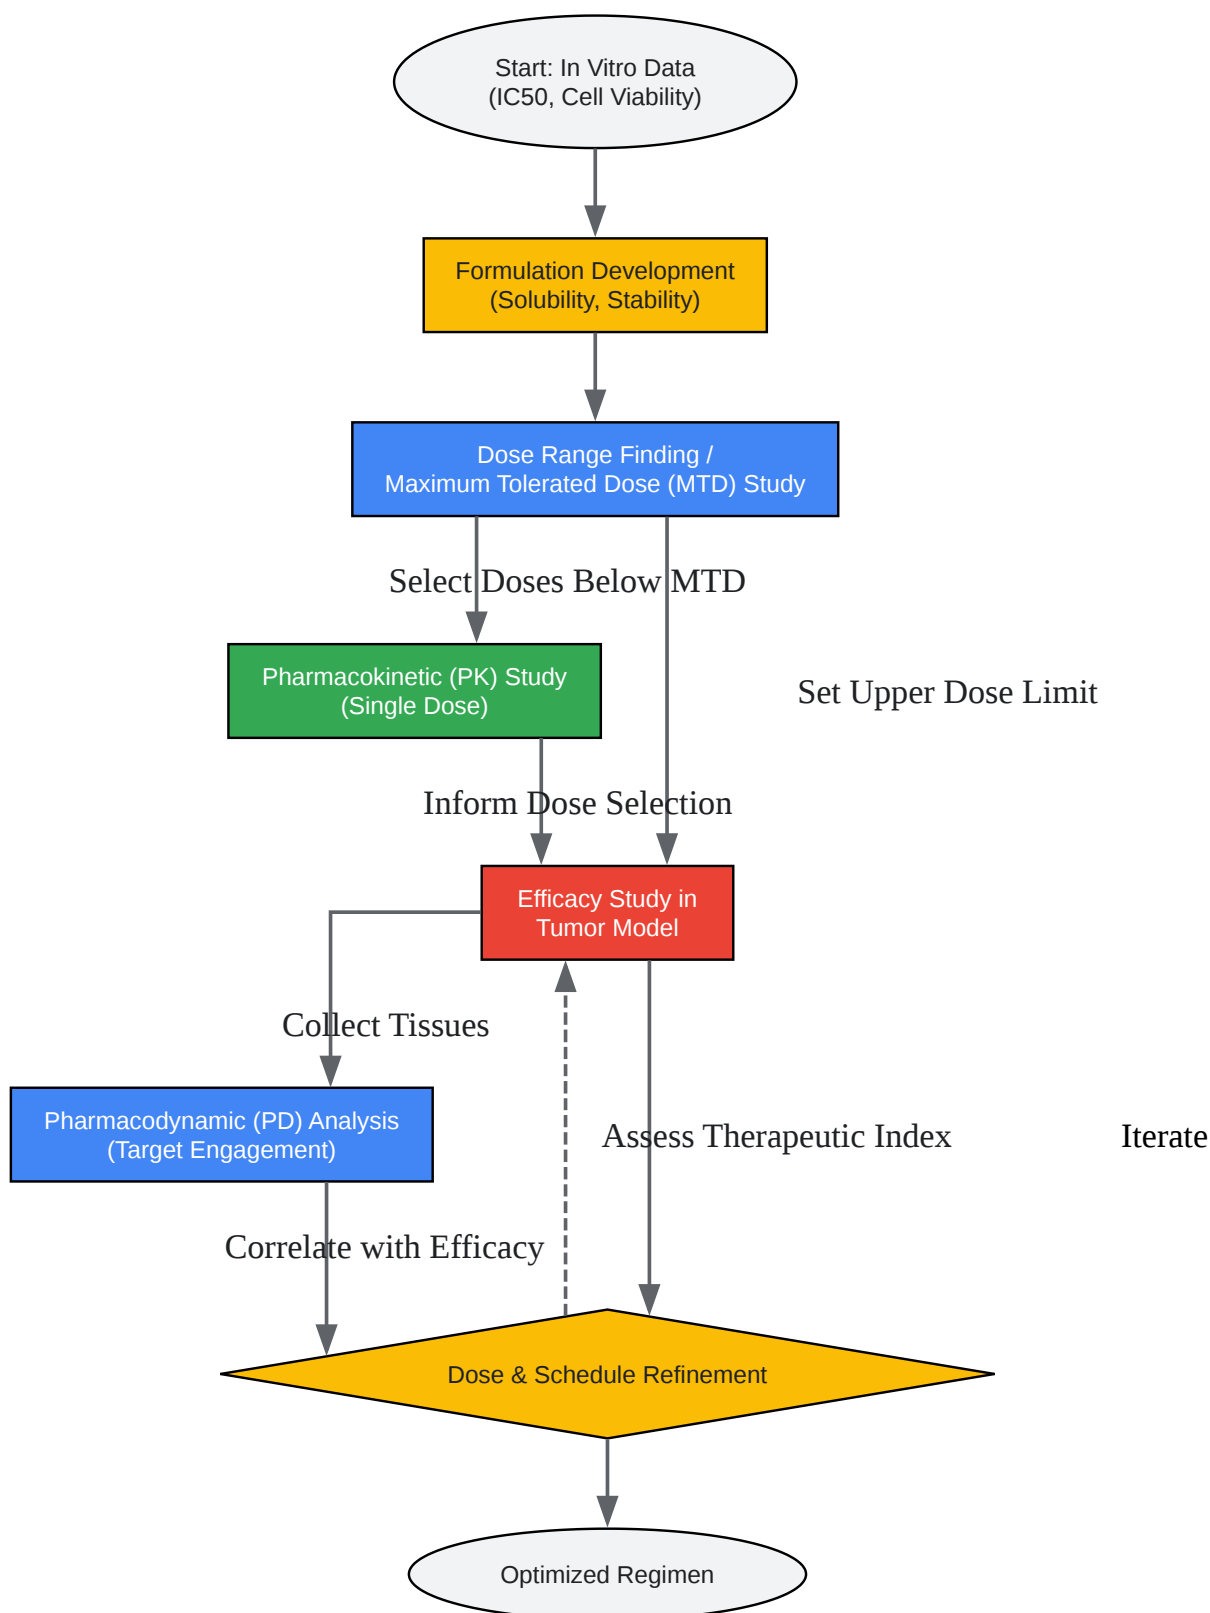 Start: In Vitro Data
(IC50, Cell Viability)
Formulation Development
(Solubility, Stability)
Dose Range Finding /
Maximum Tolerated Dose (MTD) Study
Select Doses Below MTD
Pharmacokinetic (PK) Study
(Single Dose)
Set Upper Dose Limit
Inform Dose Selection
Efficacy Study in
Tumor Model
Collect Tissues
Pharmacodynamic (PD) Analysis
(Target Engagement)
Assess Therapeutic Index
Iterate
Correlate with Efficacy
Dose & Schedule Refinement
Optimized Regimen